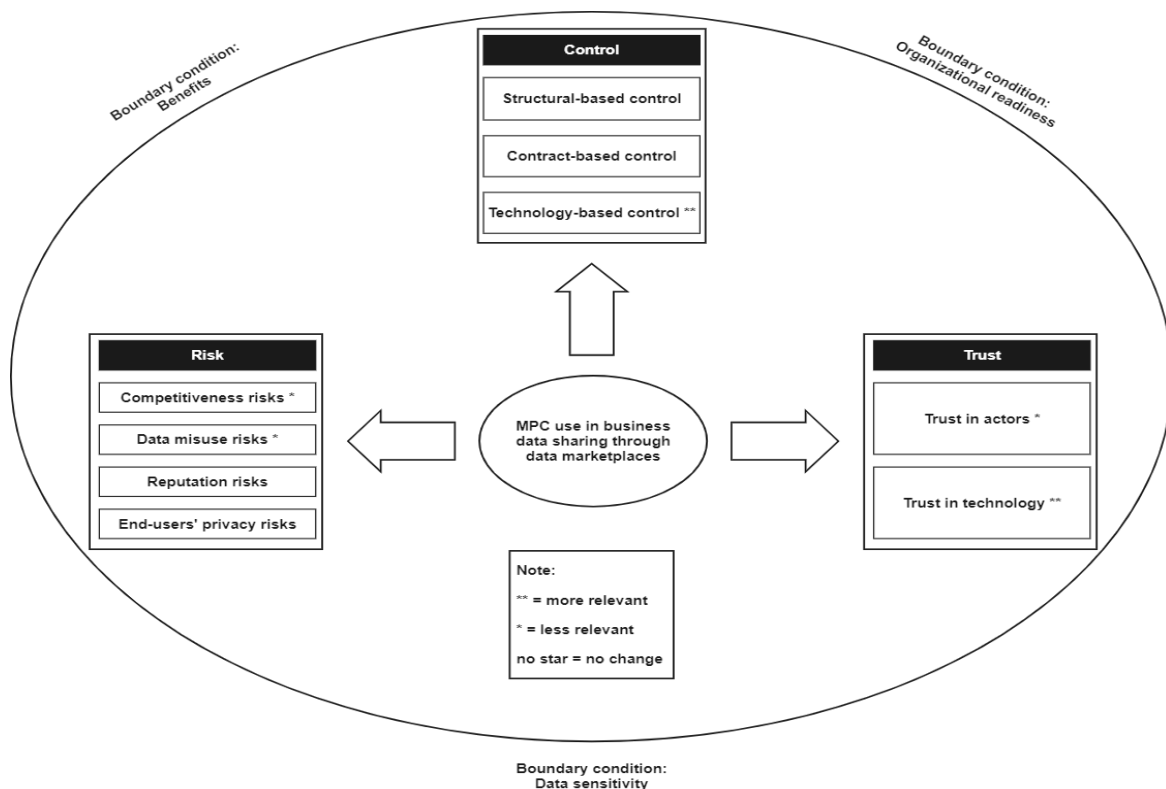 Boundary condition:
Benefits
Boundary condition:
Organizational readiness
Control
Structural-based control
Contract-based control
Technology-based control **
Risk
Competitiveness risks *
Data misuse risks *
Reputation risks
End-users' privacy risks
MPC use in business
data sharing through
data marketplaces
Trust
Trust in actors *
Trust in technology **
Note:
** = more relevant
* = less relevant
no star = no change
Boundary condition:
Data sensitivity